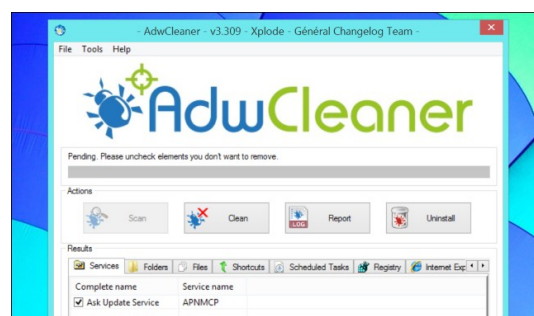 - AdwCleaner - v3.309 - Xplode - Général Changelog Team -
File Tools Help
AdwCleaner
Pending. Please uncheck elements you don't want to remove.
Actions
Scan Clean LOG Report Uninstall
Results
Services Folders Files Shortcuts Scheduled Tasks Registry Internet Exp
Complete name Service name
Ask Update Service APNMCP